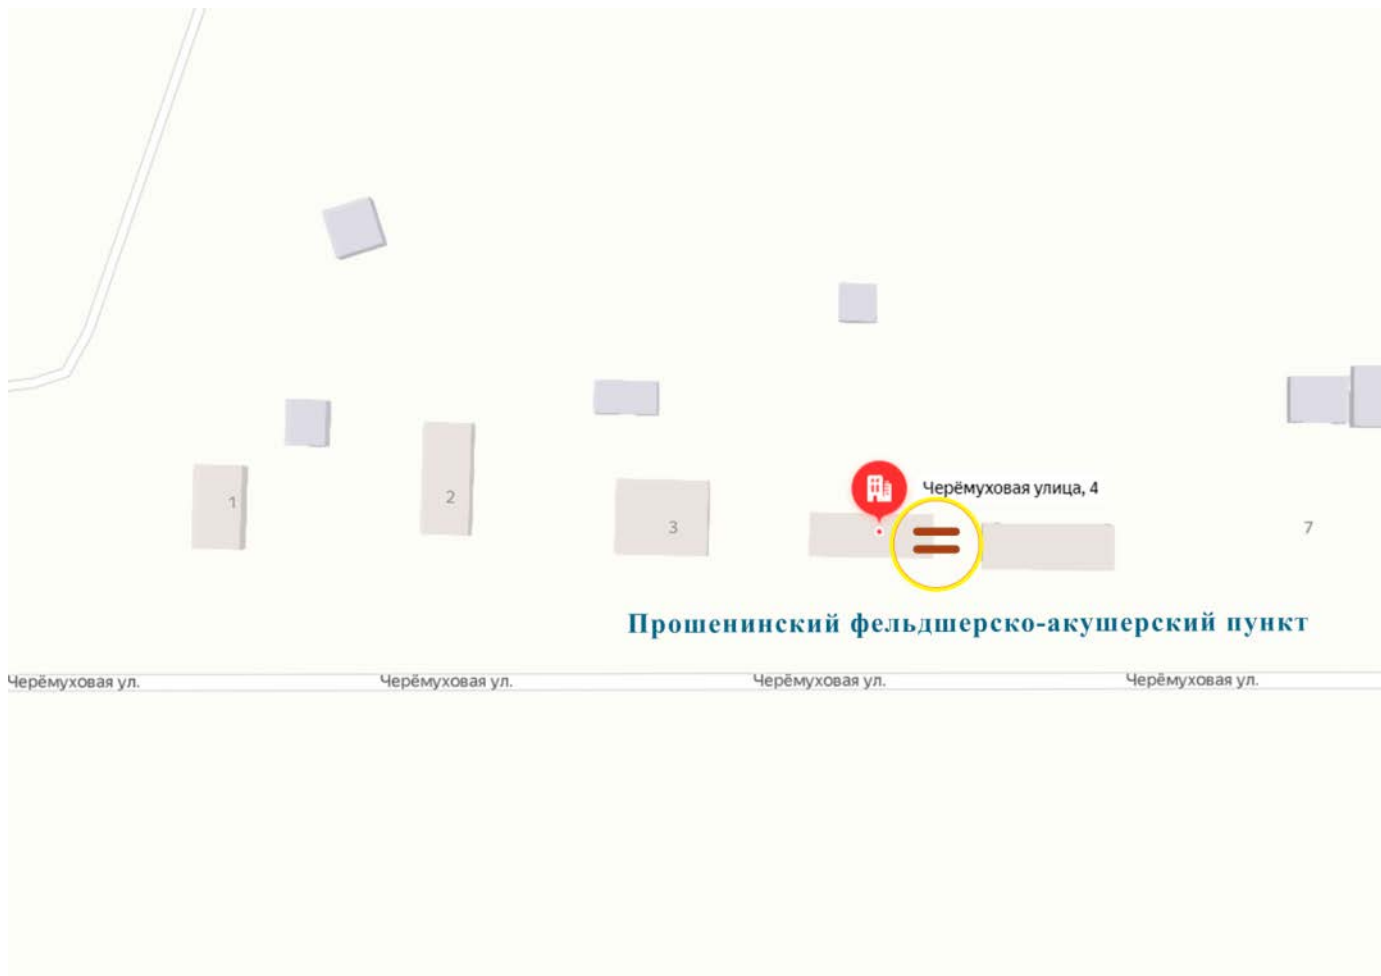 Черёмуховая улица, 4
1
2
3
7
Прошенинский фельдшерско-акушерский пункт
Черёмуховая ул.
Черёмуховая ул.
Черёмуховая ул.
Черёмуховая ул.